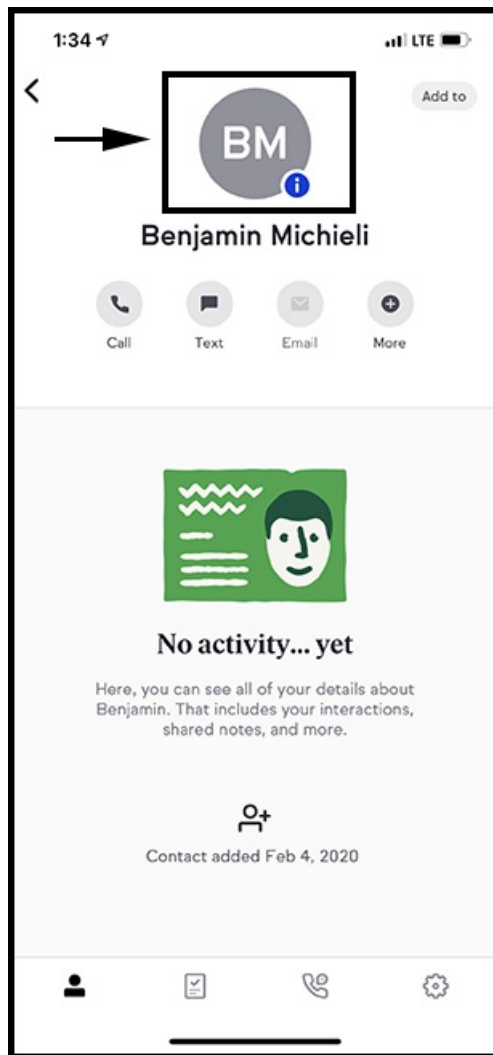 1:34
LTE
Add to
BM
i
Benjamin Michieli
Call
Text
Email
More
No activity... yet
Here, you can see all of your details about
Benjamin. That includes your interactions,
shared notes, and more.
Contact added Feb 4, 2020